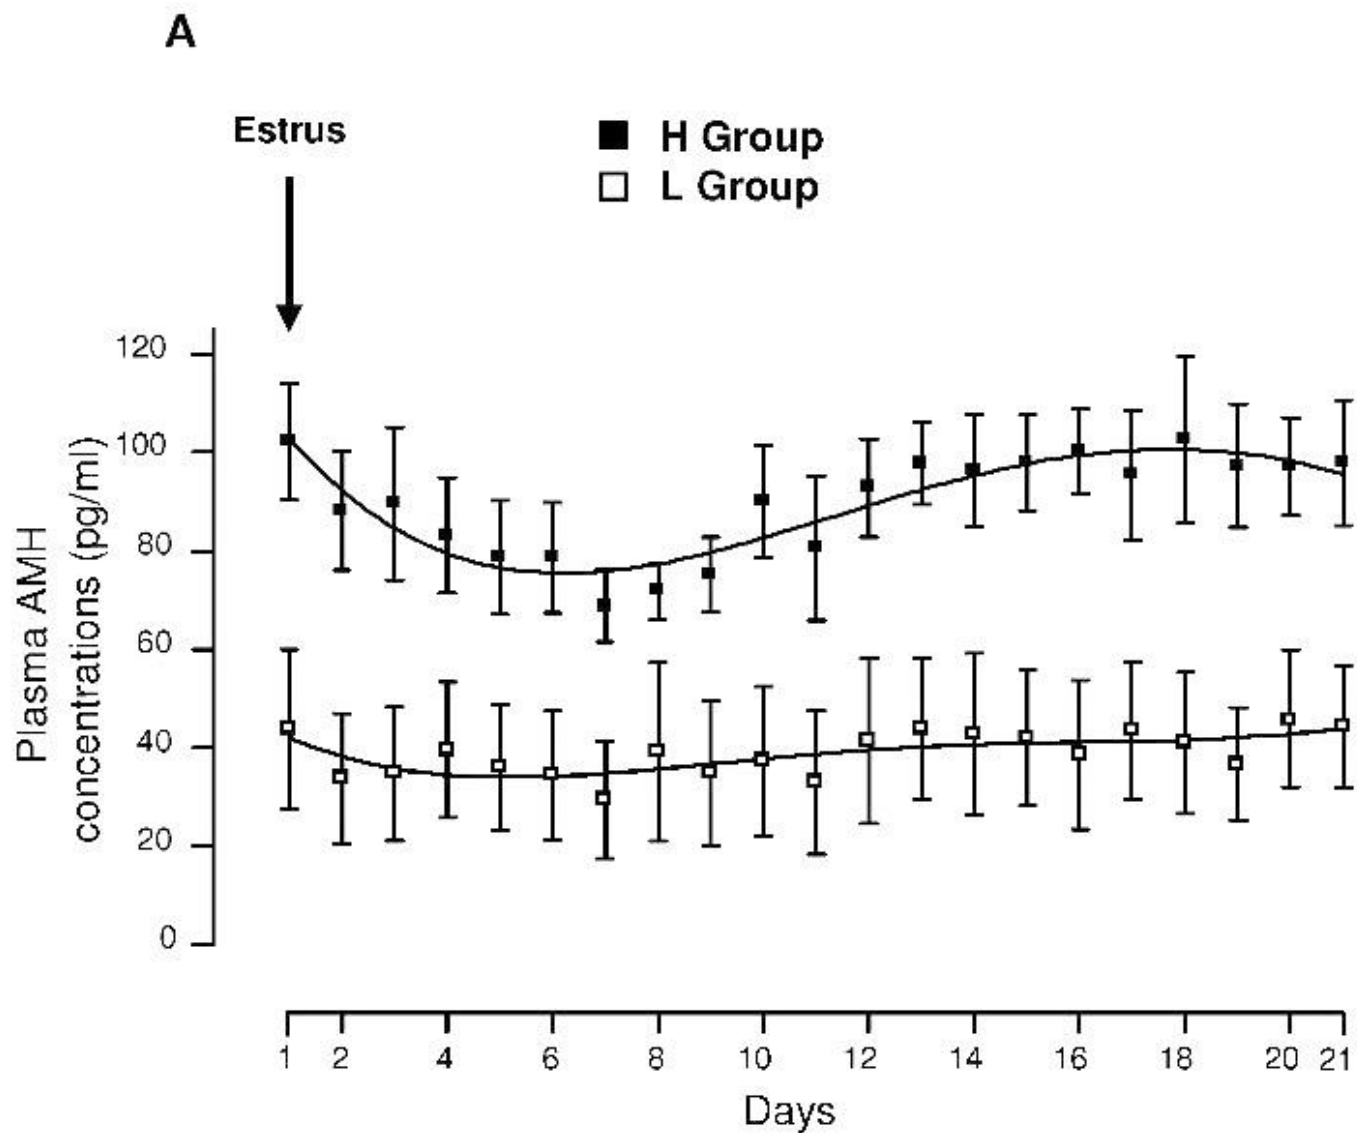 A
Estrus
H Group
L Group
120
100
80
60
40
20
0
Plasma AMH
concentrations (pg/ml)
1 2 4 6 8 10 12 14 16 18 20 21
Days